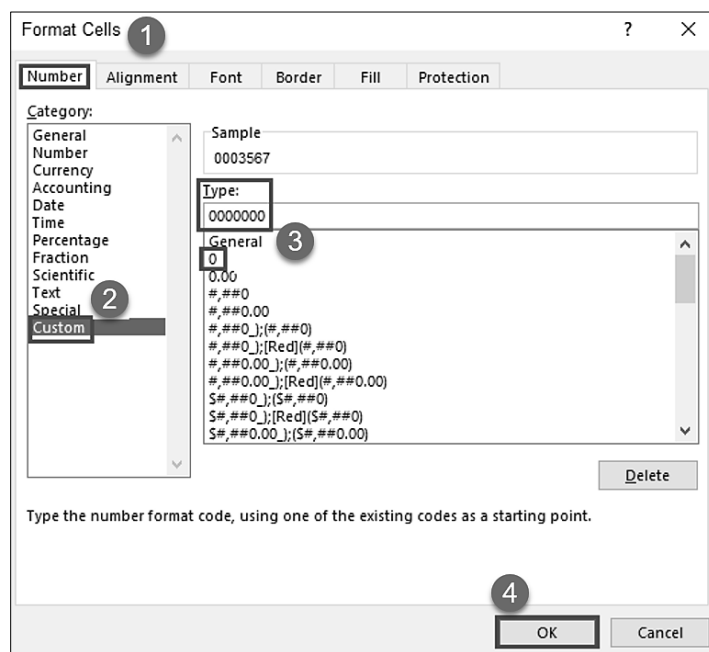 Format Cells 1 ? ×
Number Alignment Font Border Fill Protection
Category:
General
Number
Currency
Accounting
Date
Time
Percentage
Fraction
Scientific
Text
Special
Custom
2
Sample
0003567
Type:
0000000
3
General
0
0.00
#,##0
#,##0.00
#,##0_);(#,##0)
#,##0_);[Red](#,##0)
#,##0.00_);(#,##0.00)
#,##0.00_);[Red](#,##0.00)
$#,##0_);($#,##0)
$#,##0_);[Red]($#,##0)
$#,##0.00_);($#,##0.00)
Delete
Type the number format code, using one of the existing codes as a starting point.
4
OK Cancel